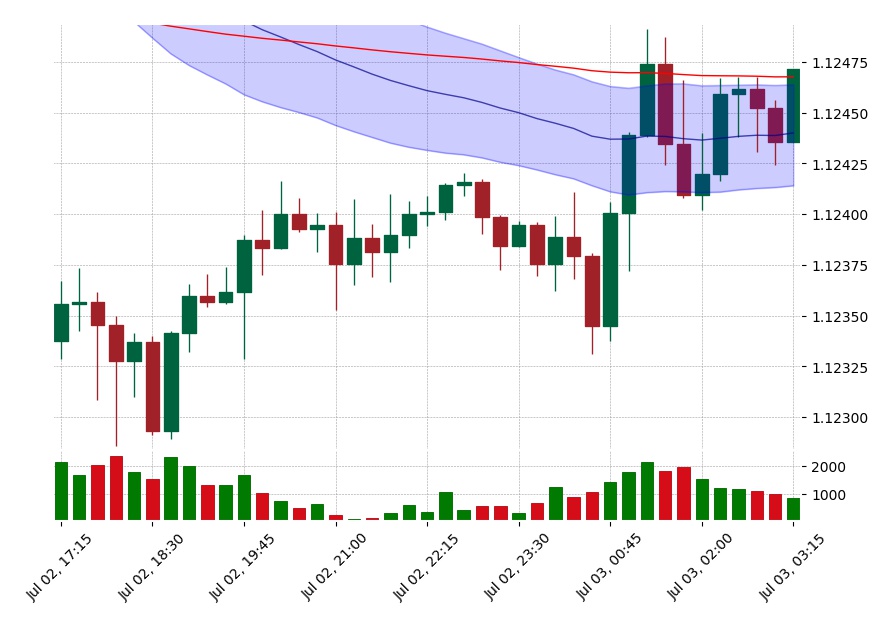 1.12475
1.12450
1.12425
1.12400
1.12375
1.12350
1.12325
1.12300
2000
1000
Jul 02, 17:15
Jul 02, 18:30
Jul 02, 19:45
Jul 02, 21:00
Jul 02, 22:15
Jul 02, 23:30
Jul 03, 00:45
Jul 03, 02:00
Jul 03, 03:15